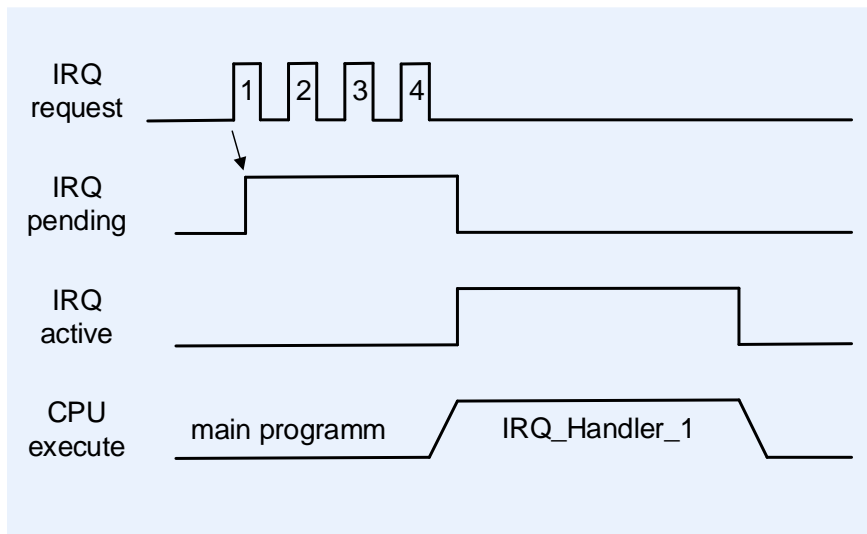 IRQ
request
1 2 3 4
IRQ
pending
IRQ
active
CPU
execute
main programm
IRQ_Handler_1